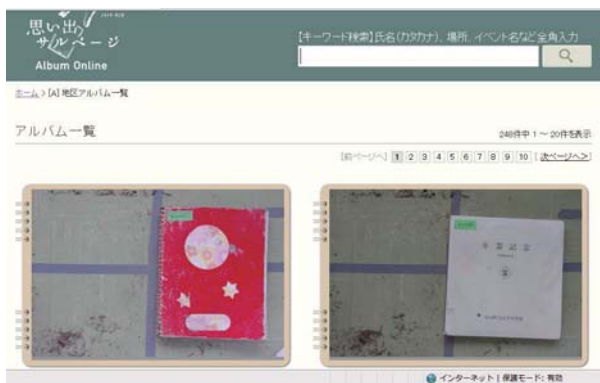 思い出
サルベージ
Album Online
【キーワード検索】氏名(カタカナ)、場所、イベント名など全角入力
ホーム > [A] 地区アルバム一覧
アルバム一覧
248件中 1 ~ 20件を表示
[前ページへ] 1 2 3 4 5 6 7 8 9 10 [ 次ページへ>]
卒業記念
インターネット | 保護モード: 有効